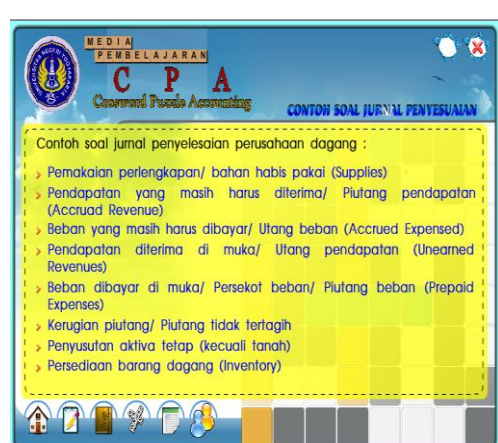 MEDIA
PEMBELAJARAN
C P A
Crossword Puzzle Accounting
CONTOH SOAL JURNAL PENYESUAIAN
Contoh soal jurnal penyelesaian perusahaan dagang :
Pemakaian perlengkapan/ bahan habis pakai (Supplies)
Pendapatan yang masih harus diterima/ Piutang pendapatan
(Accruad Revenue)
Beban yang masih harus dibayar/ Utang beban (Accrued Expensed)
Pendapatan diterima di muka/ Utang pendapatan (Unearned
Revenues)
Beban dibayar di muka/ Persekot beban/ Piutang beban (Prepaid
Expenses)
Kerugian piutang/ Piutang tidak tertagih
Penyusutan aktiva tetap (kecuali tanah)
Persediaan barang dagang (Inventory)